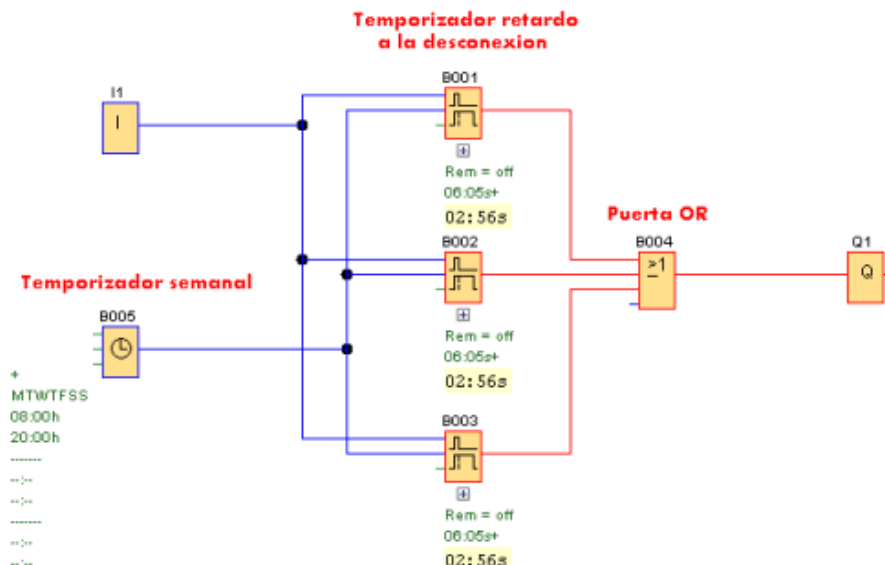 Temporizador retardo
a la desconexion
B001
I1
I
Rem = off
06:05s+
02:56s
Puerta OR
B002
B004
Q1
>1
Q
Temporizador semanal
B005
Rem = off
06:05s+
02:56s
+
MTWTFSS
08:00h
20:00h
-------
--:--
--:--
-------
--:--
--:--
B003
Rem = off
06:05s+
02:56s